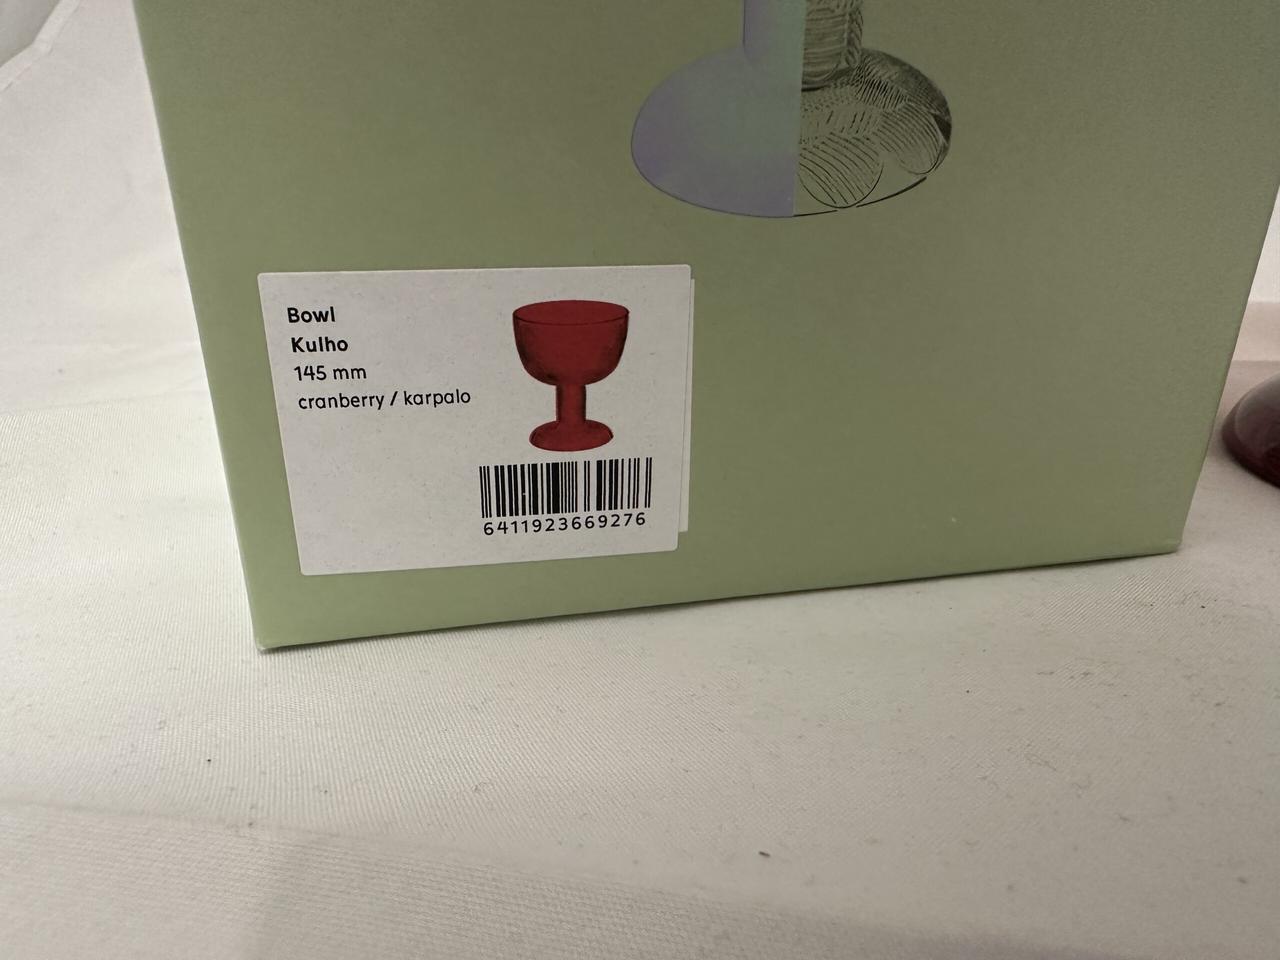 Bowl
Kulho
145 mm
cranberry / karpalo
6411923669276